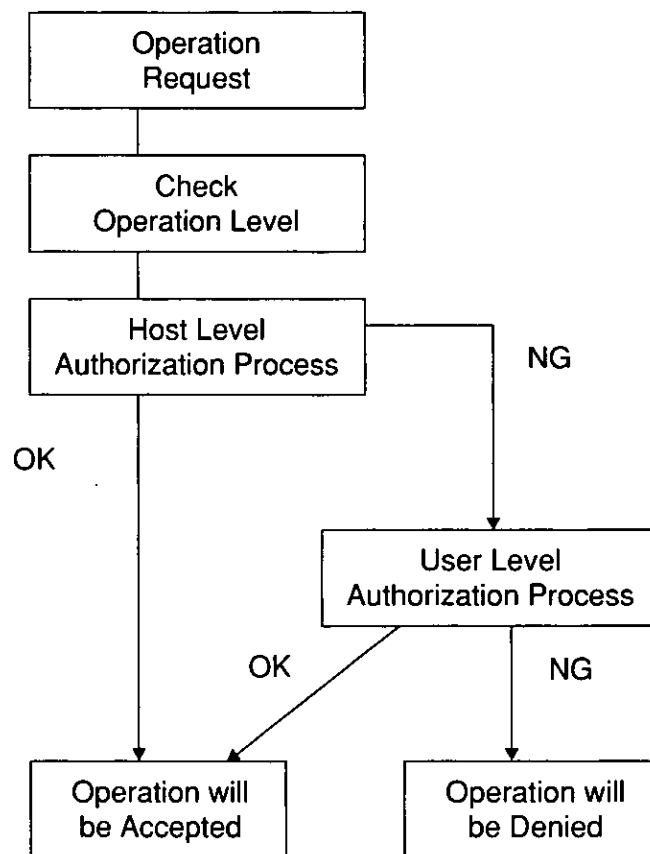 Operation
Request
Check
Operation Level
Host Level
Authorization Process
NG
OK
User Level
Authorization Process
OK
NG
Operation will
be Accepted
Operation will
be Denied